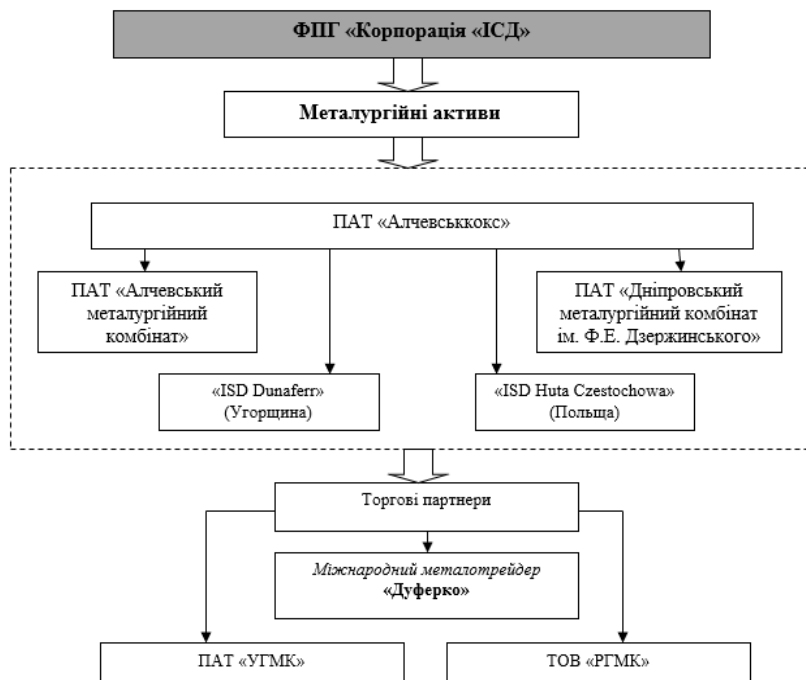 ФПГ «Корпорація «ІСД»
Металургійні активи
ПАТ «Алчевськкокс»
ПАТ «Алчевський
металургійний
комбінат»
ПАТ «Дніпровський
металургійний комбінат
ім. Ф.Е. Дзержинського»
«ISD Dunaferr»
(Угорщина)
«ISD Huta Czestochowa»
(Польща)
Торгові партнери
Міжнародний металотрейдер
«Дуферко»
ПАТ «УГМК»
ТОВ «РГМК»